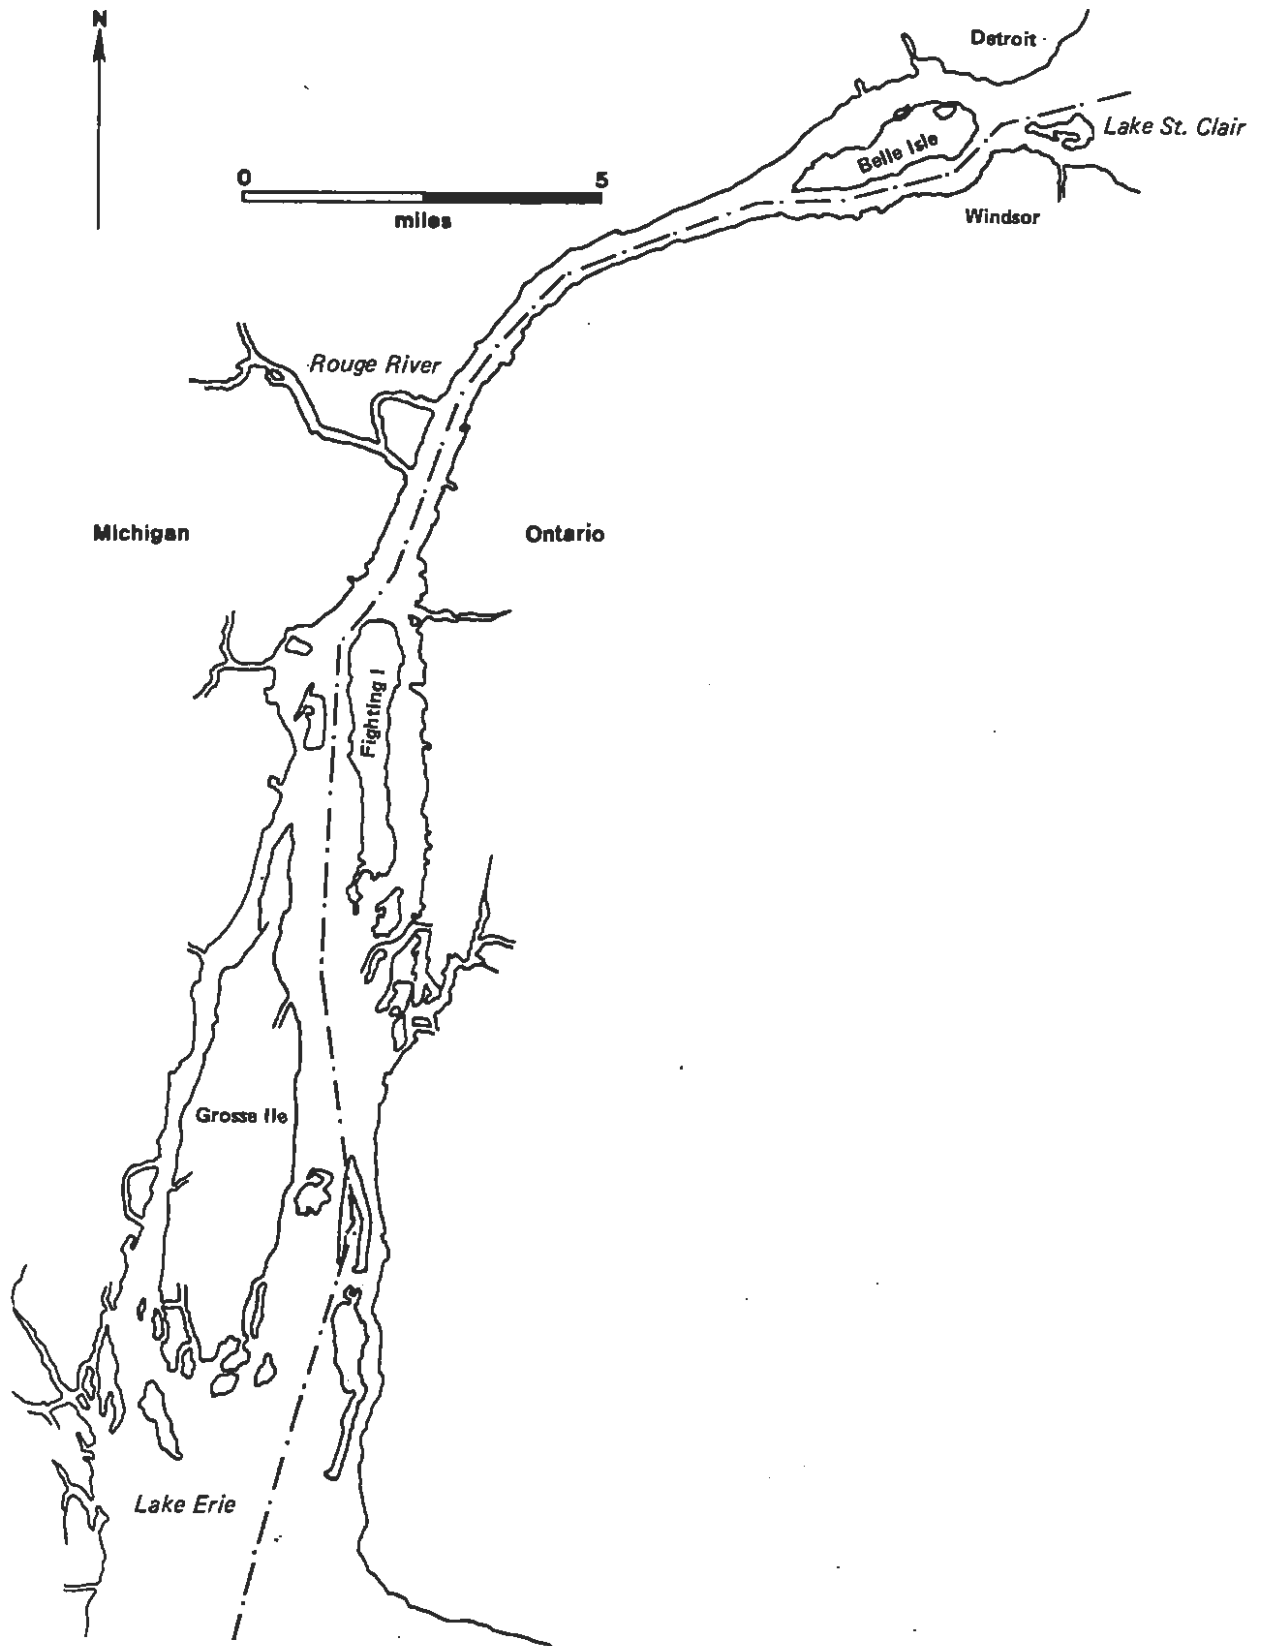 N
Detroit
Lake St. Clair
Belle Isle
0 5
miles
Windsor
Rouge River
Michigan
Ontario
Fighting I
Grosse Ile
Lake Erie